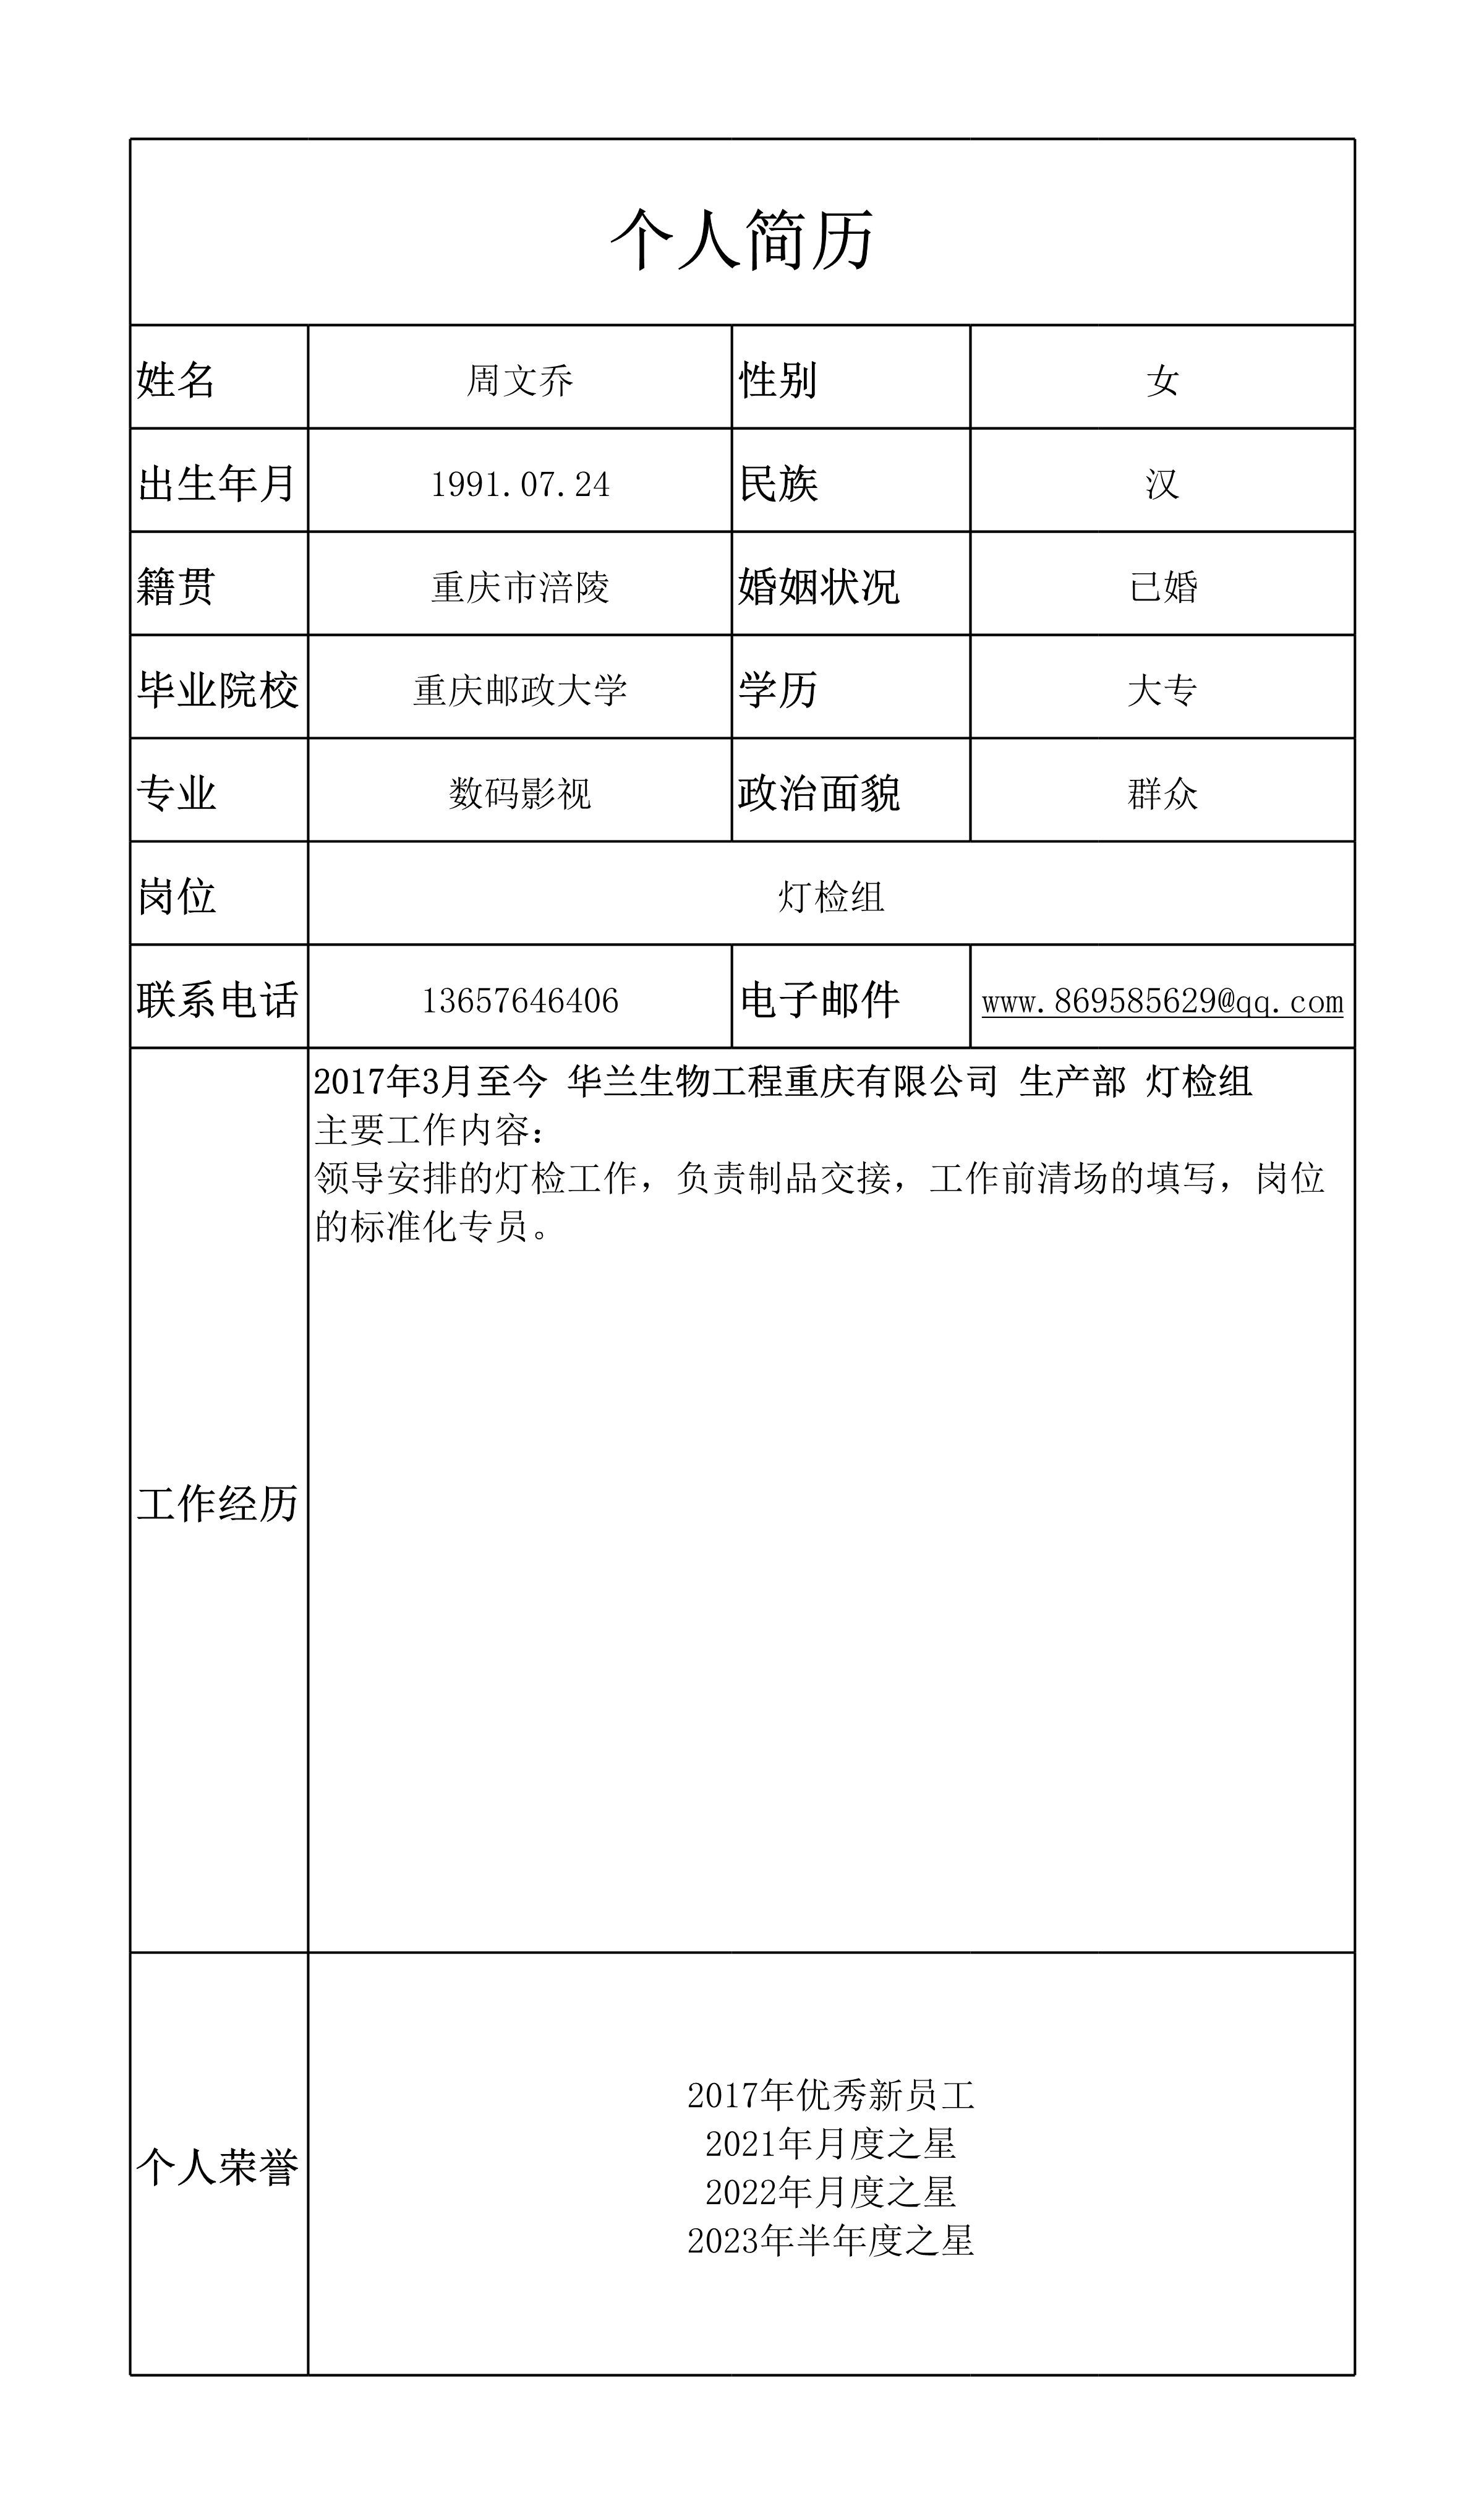 个人简历
姓名 周文乔 性别 女
出生年月 1991.07.24 民族 汉
籍贯 重庆市涪陵 婚姻状况 已婚
毕业院校 重庆邮政大学 学历 大专
专业 数码影视 政治面貌 群众
岗位 灯检组
联系电话 13657646406 电子邮件 www.86985629@qq.com
2017年3月至今 华兰生物工程重庆有限公司 生产部 灯检组
主要工作内容：
领导安排的灯检工作，负责制品交接，工作前清场的填写，岗位
的标准化专员。
工作经历
2017年优秀新员工
2021年月度之星
个人荣誉
2022年月度之星
2023年半年度之星